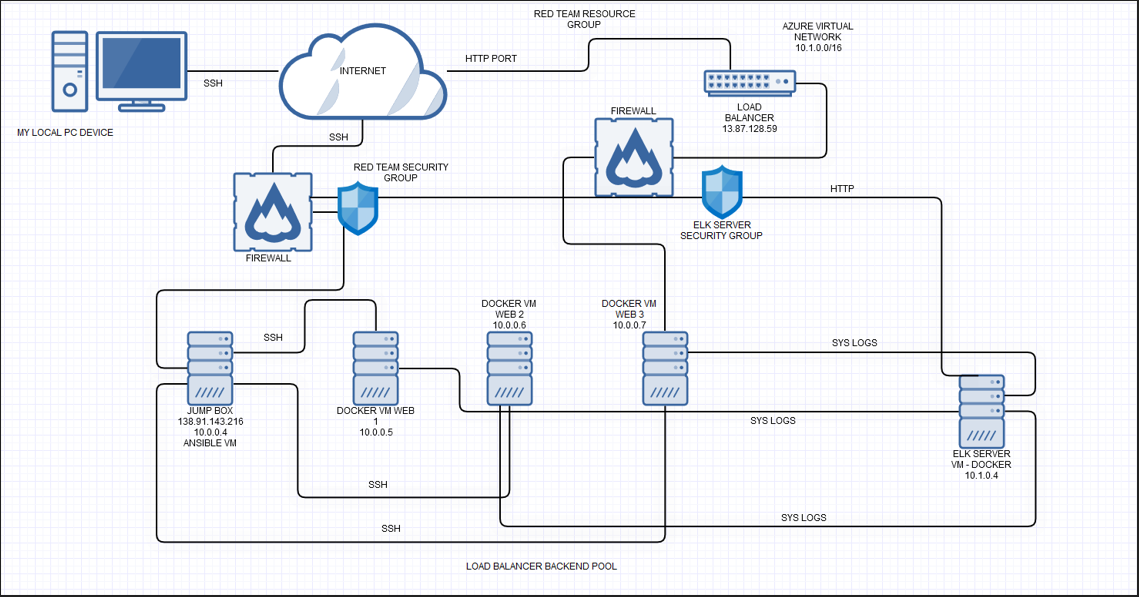 RED TEAM RESOURCE
GROUP
AZURE VIRTUAL
NETWORK
10.1.0.0/16
HTTP PORT
INTERNET
SSH
MY LOCAL PC DEVICE
LOAD
BALANCER
13.87.128.59
FIREWALL
SSH
RED TEAM SECURITY
GROUP
HTTP
ELK SERVER
SECURITY GROUP
FIREWALL
DOCKER VM
WEB 2
10.0.0.6
DOCKER VM
WEB 3
10.0.0.7
SSH
SYS LOGS
JUMP BOX
138.91.143.216
10.0.0.4
ANSIBLE VM
DOCKER VM WEB
1
10.0.0.5
SYS LOGS
ELK SERVER
VM - DOCKER
10.1.0.4
SSH
SYS LOGS
SSH
LOAD BALANCER BACKEND POOL